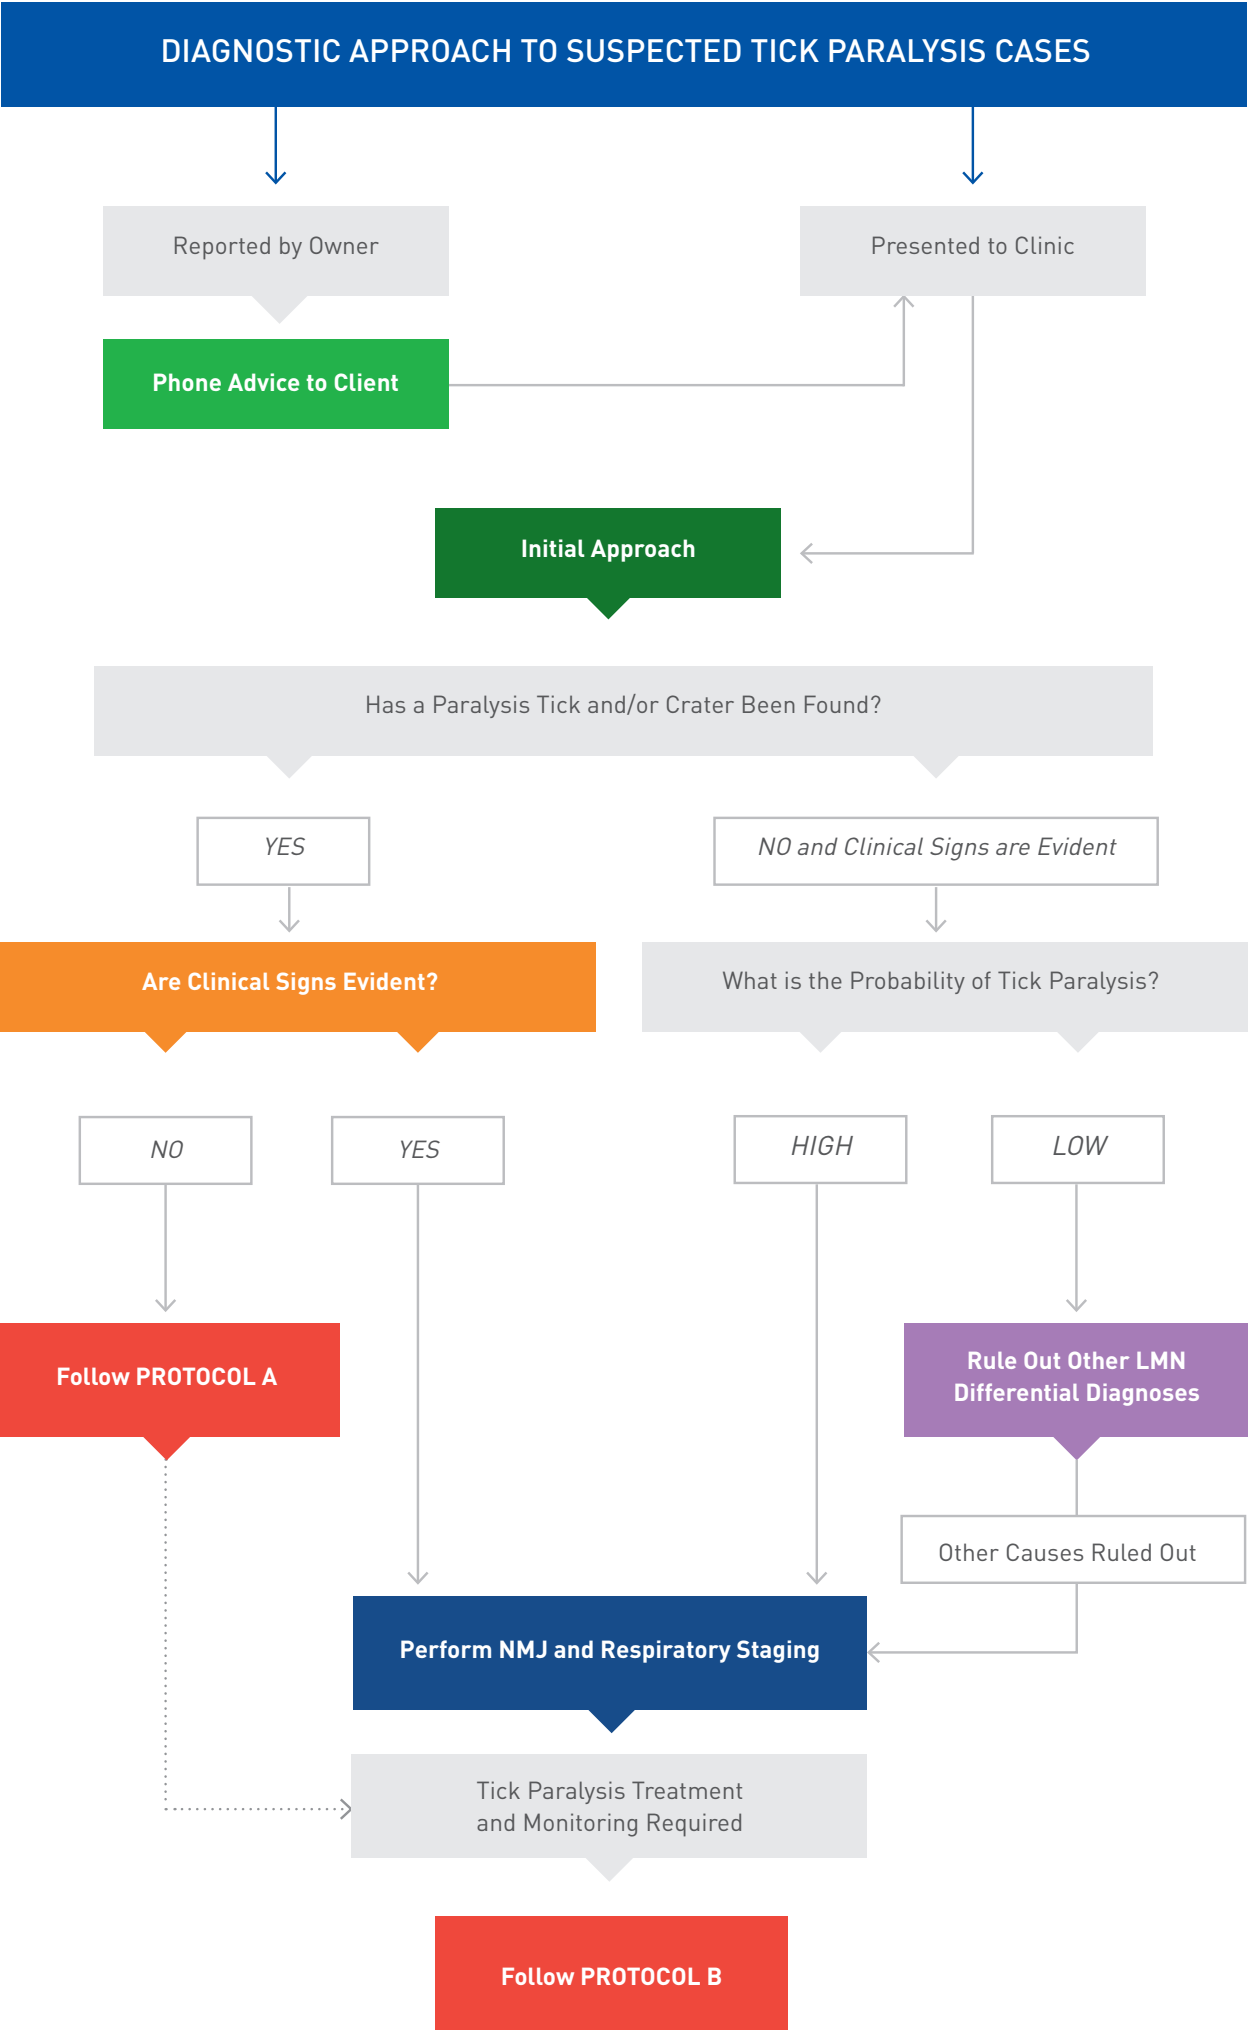 DIAGNOSTIC APPROACH TO SUSPECTED TICK PARALYSIS CASES
Reported by Owner
Presented to Clinic
Phone Advice to Client
Initial Approach
Has a Paralysis Tick and/or Crater Been Found?
YES
NO and Clinical Signs are Evident
Are Clinical Signs Evident?
What is the Probability of Tick Paralysis?
NO
YES
HIGH
LOW
Follow PROTOCOL A
Rule Out Other LMN
Differential Diagnoses
Other Causes Ruled Out
Perform NMJ and Respiratory Staging
Tick Paralysis Treatment
and Monitoring Required
Follow PROTOCOL B